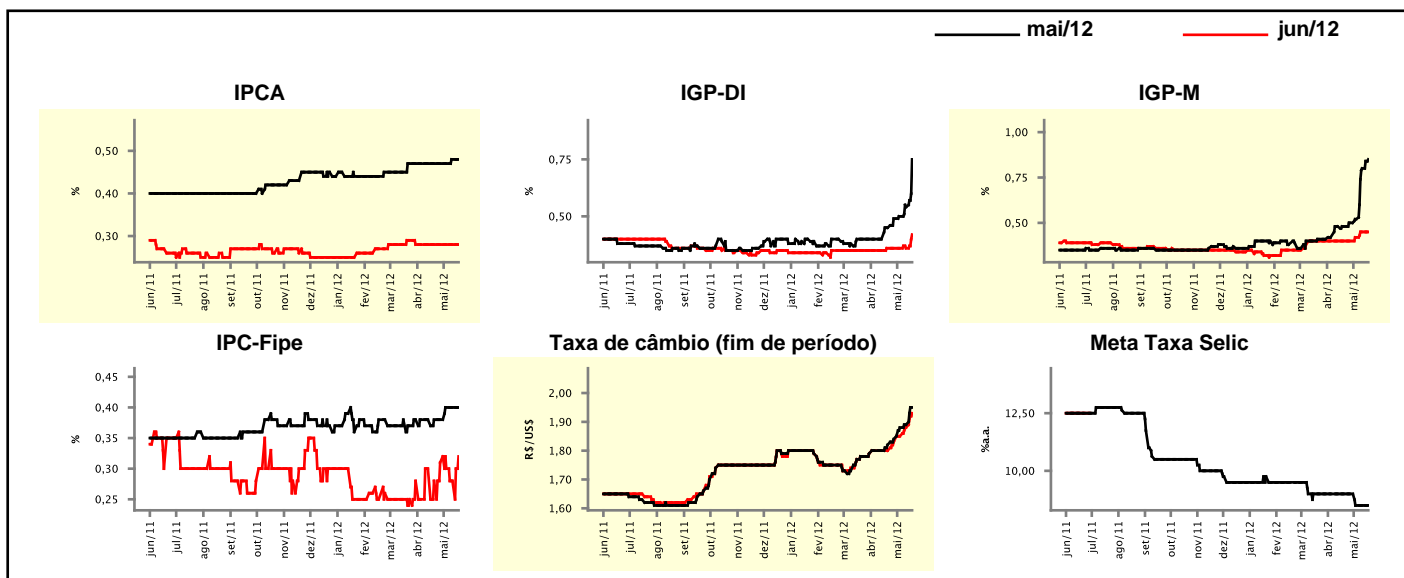 mai/12 jun/12
IPCA
%
0,50
0,40
0,30
jun/11 jul/11 ago/11 set/11 out/11 nov/11 dez/11 jan/12 fev/12 mar/12 abr/12 mai/12
IGP-DI
%
0,75
0,50
jun/11 jul/11 ago/11 set/11 out/11 nov/11 dez/11 jan/12 fev/12 mar/12 abr/12 mai/12
IGP-M
%
1,00
0,75
0,50
jun/11 jul/11 ago/11 set/11 out/11 nov/11 dez/11 jan/12 fev/12 mar/12 abr/12 mai/12
IPC-Fipe
%
0,45
0,40
0,35
0,30
0,25
jun/11 jul/11 ago/11 set/11 out/11 nov/11 dez/11 jan/12 fev/12 mar/12 abr/12 mai/12
Taxa de câmbio (fim de período)
R$/US$
2,00
1,90
1,80
1,70
1,60
jun/11 jul/11 ago/11 set/11 out/11 nov/11 dez/11 jan/12 fev/12 mar/12 abr/12 mai/12
Meta Taxa Selic
%a.a.
12,50
10,00
jun/11 jul/11 ago/11 set/11 out/11 nov/11 dez/11 jan/12 fev/12 mar/12 abr/12 mai/12